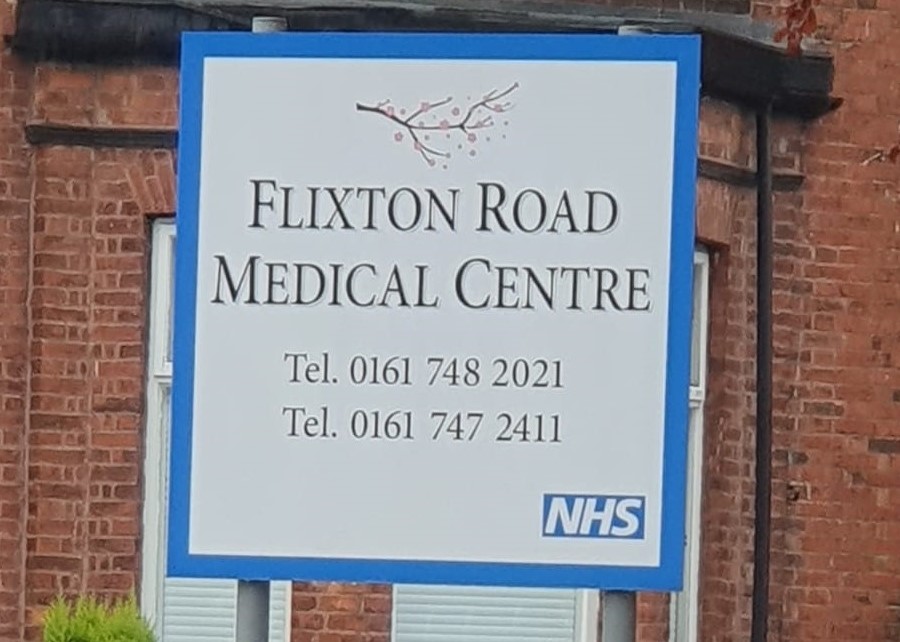 FLIXTON ROAD
MEDICAL CENTRE
Tel. 0161 748 2021
Tel. 0161 747 2411
NHS